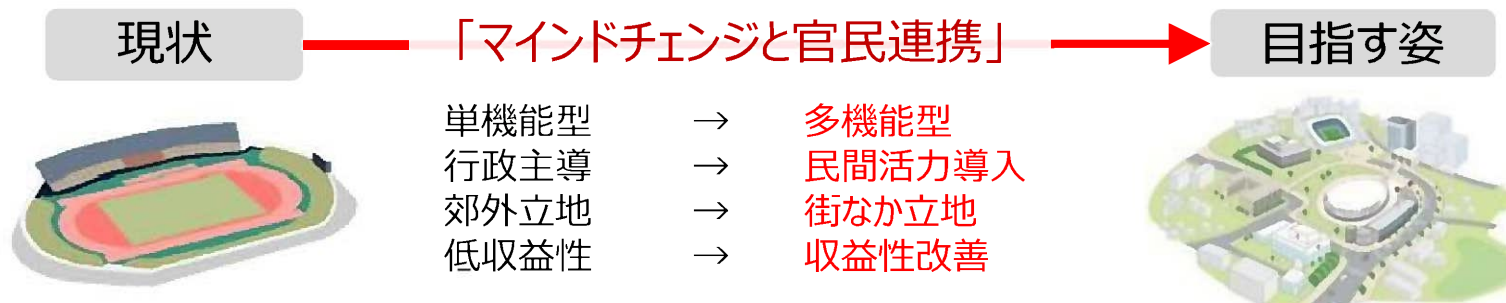 現状
「マインドチェンジと官民連携」
目指す姿
単機能型 → 多機能型
行政主導 → 民間活力導入
郊外立地 → 街なか立地
低収益性 → 収益性改善